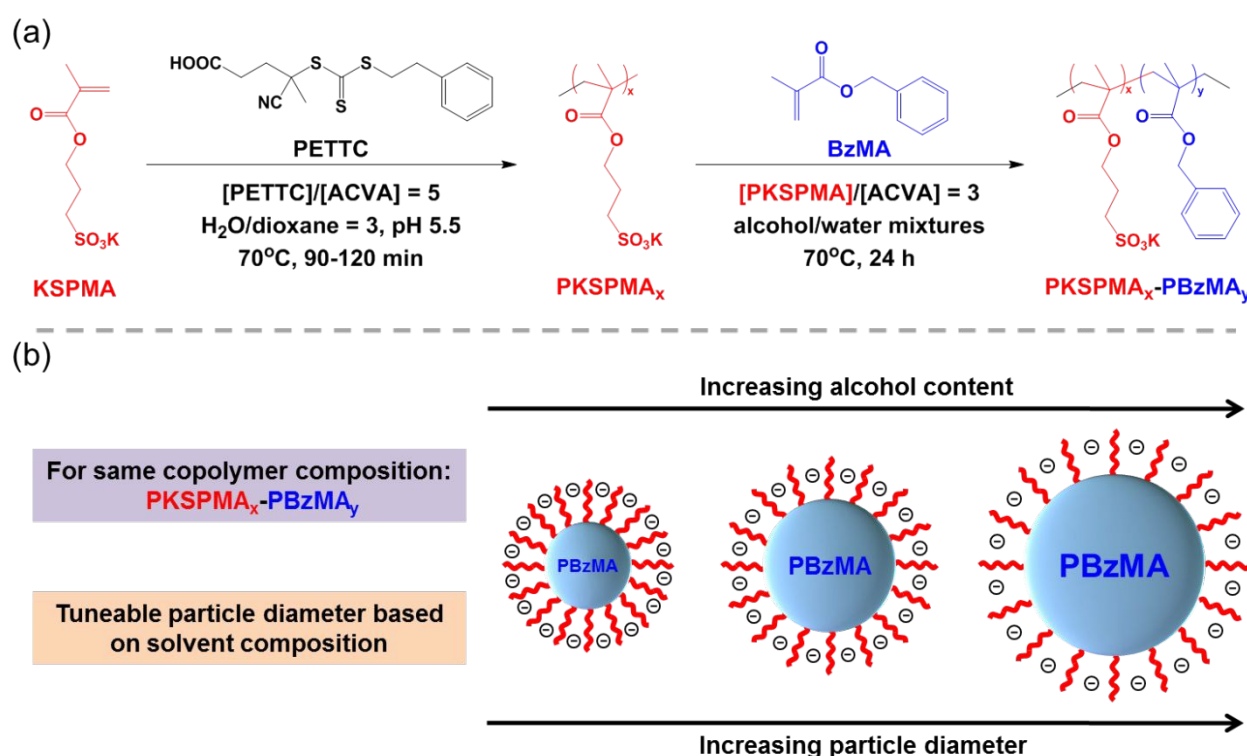 (a)
HOOC
S
S
NC
S
PETTC
[PETTC]/[ACVA] = 5
H₂O/dioxane = 3, pH 5.5
70°C, 90-120 min
O
O
SO₃K
KSPMA
x
O
O
SO₃K
PKSPMAₓ
O
O
BzMA
[PKSPMA]/[ACVA] = 3
alcohol/water mixtures
70°C, 24 h
x
y
O
O
O
O
SO₃K
PKSPMAₓ-PBzMAᵧ
(b)
Increasing alcohol content
For same copolymer composition:
PKSPMAₓ-PBzMAᵧ
Tuneable particle diameter based
on solvent composition
PBzMA
PBzMA
PBzMA
Increasing particle diameter